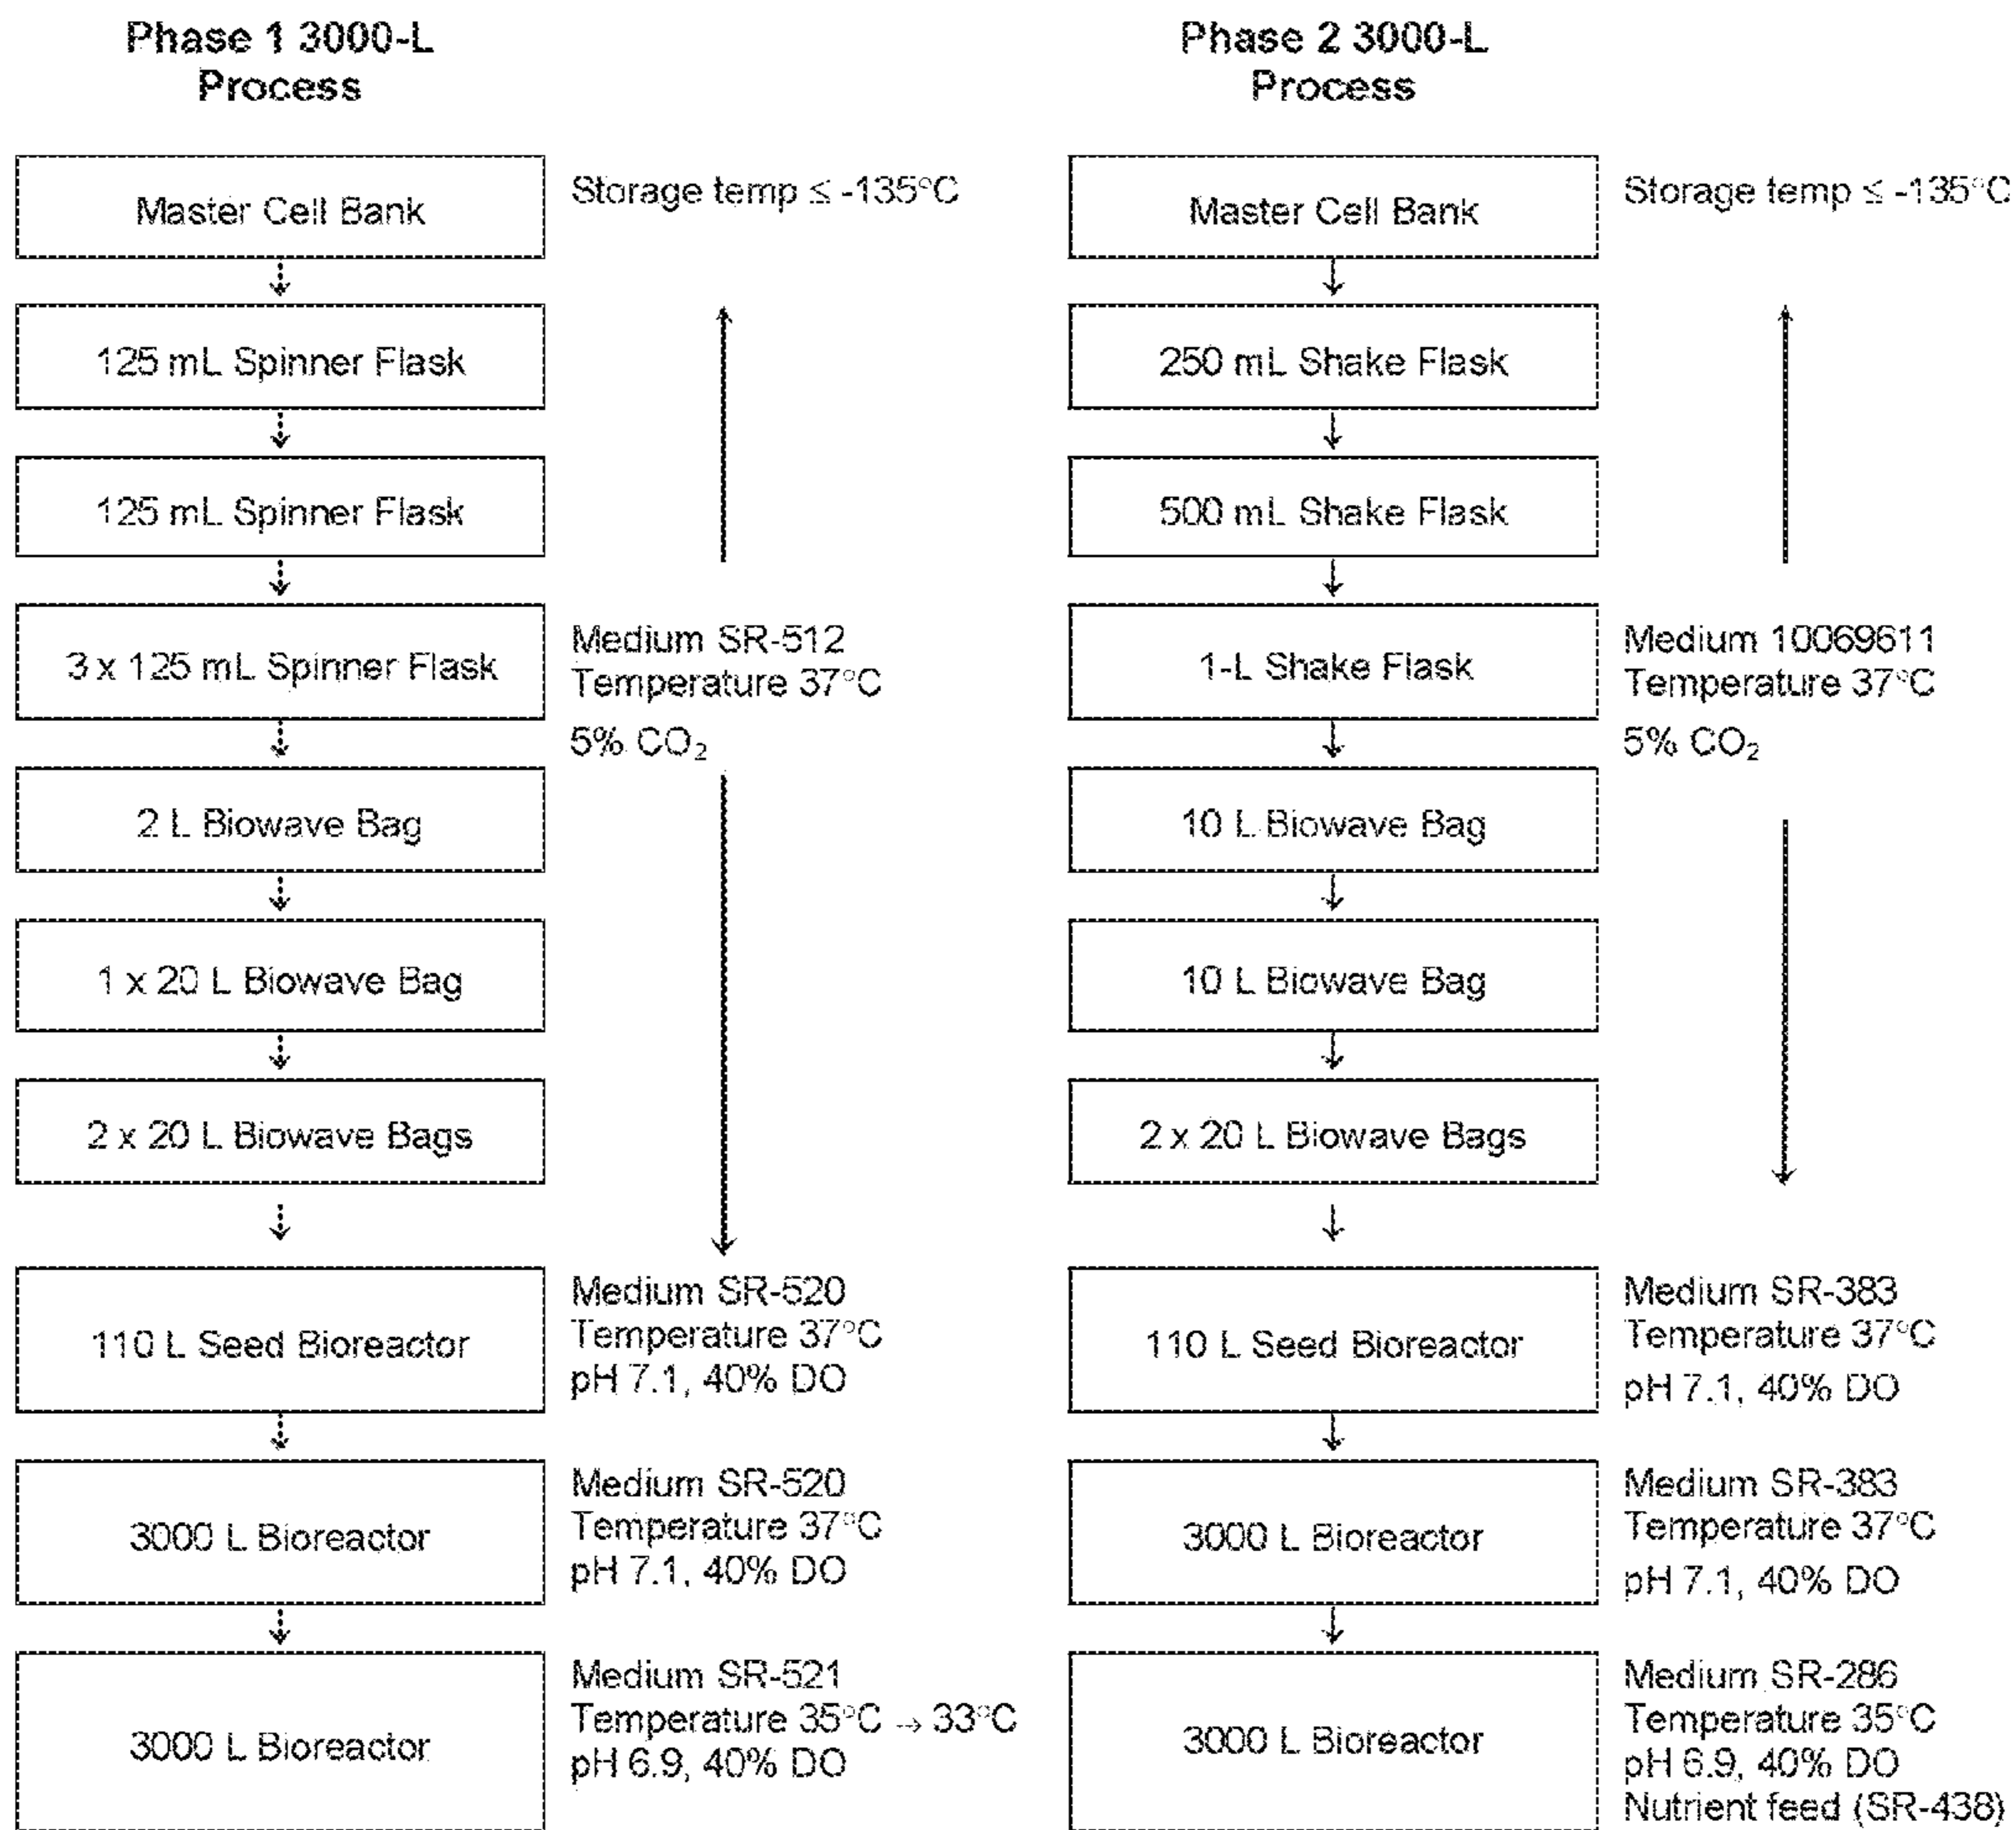 Phase 1 3000-L
Process
Master Cell Bank
Storage temp ≤ -135°C
125 mL Spinner Flask
125 mL Spinner Flask
3 x 125 mL Spinner Flask
Medium SR-512
Temperature 37°C
5% CO₂
2 L Biowave Bag
1 x 20 L Biowave Bag
2 x 20 L Biowave Bags
110 L Seed Bioreactor
Medium SR-520
Temperature 37°C
pH 7.1, 40% DO
3000 L Bioreactor
Medium SR-520
Temperature 37°C
pH 7.1, 40% DO
3000 L Bioreactor
Medium SR-521
Temperature 35°C → 33°C
pH 6.9, 40% DO
Phase 2 3000-L
Process
Master Cell Bank
Storage temp ≤ -135°C
250 mL Shake Flask
500 mL Shake Flask
1-L Shake Flask
Medium 10069611
Temperature 37°C
5% CO₂
10 L Biowave Bag
10 L Biowave Bag
2 x 20 L Biowave Bags
110 L Seed Bioreactor
Medium SR-383
Temperature 37°C
pH 7.1, 40% DO
3000 L Bioreactor
Medium SR-383
Temperature 37°C
pH 7.1, 40% DO
3000 L Bioreactor
Medium SR-286
Temperature 35°C
pH 6.9, 40% DO
Nutrient feed (SR-438)